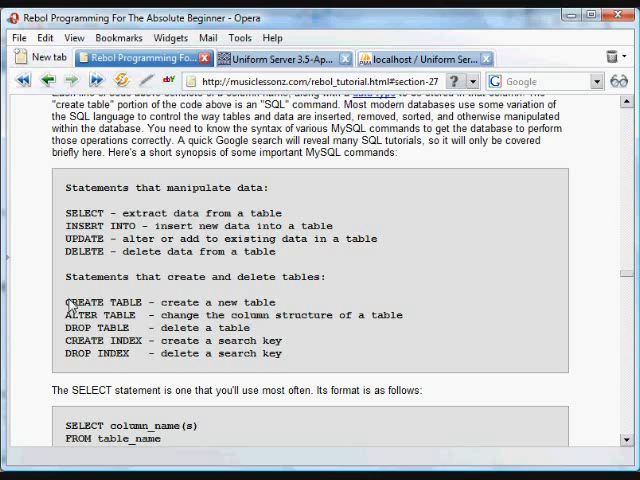 Rebol Programming For The Absolute Beginner - Opera
File Edit View Bookmarks Widgets Mail Tools Help
New tab Rebol Programming For... Uniform Server 3.5-Ap... localhost / Uniform Ser...
http://musiclessonz.com/rebol_tutorial.html#section-27 ? Google
"create table" portion of the code above is an "SQL" command. Most modern databases use some variation
of the SQL language to control the way tables and data are inserted, removed, sorted, and otherwise manipulated
within the database. You need to know the syntax of various MySQL commands to get the database to perform
those operations correctly. A quick Google search will reveal many SQL tutorials, so it will only be covered
briefly here. Here's a short synopsis of some important MySQL commands:
Statements that manipulate data:
SELECT - extract data from a table
INSERT INTO - insert new data into a table
UPDATE - alter or add to existing data in a table
DELETE - delete data from a table
Statements that create and delete tables:
CREATE TABLE - create a new table
ALTER TABLE - change the column structure of a table
DROP TABLE - delete a table
CREATE INDEX - create a search key
DROP INDEX - delete a search key
The SELECT statement is one that you'll use most often. Its format is as follows:
SELECT column_name(s)
FROM table_name